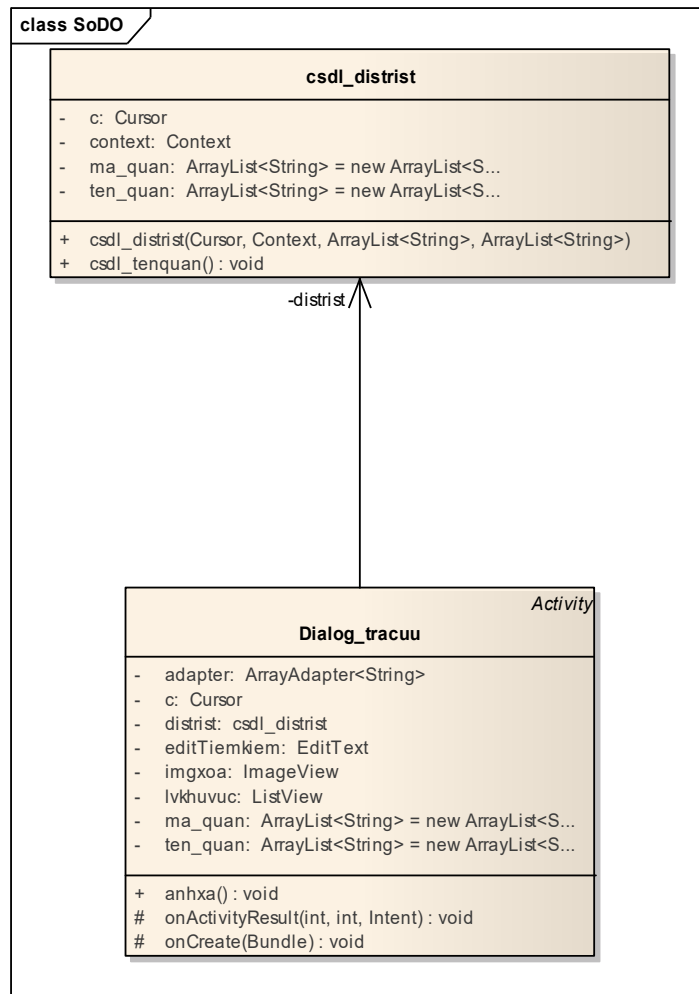 class SoDO
csdl_distrist
- c: Cursor
- context: Context
- ma_quan: ArrayList<String> = new ArrayList<S...
- ten_quan: ArrayList<String> = new ArrayList<S...
+ csdl_distrist(Cursor, Context, ArrayList<String>, ArrayList<String>)
+ csdl_tenquan() : void
-distrist
Activity
Dialog_tracuu
- adapter: ArrayAdapter<String>
- c: Cursor
- distrist: csdl_distrist
- editTiemkiem: EditText
- imgxoa: ImageView
- lvkhuvuc: ListView
- ma_quan: ArrayList<String> = new ArrayList<S...
- ten_quan: ArrayList<String> = new ArrayList<S...
+ anhxa() : void
# onActivityResult(int, int, Intent) : void
# onCreate(Bundle) : void